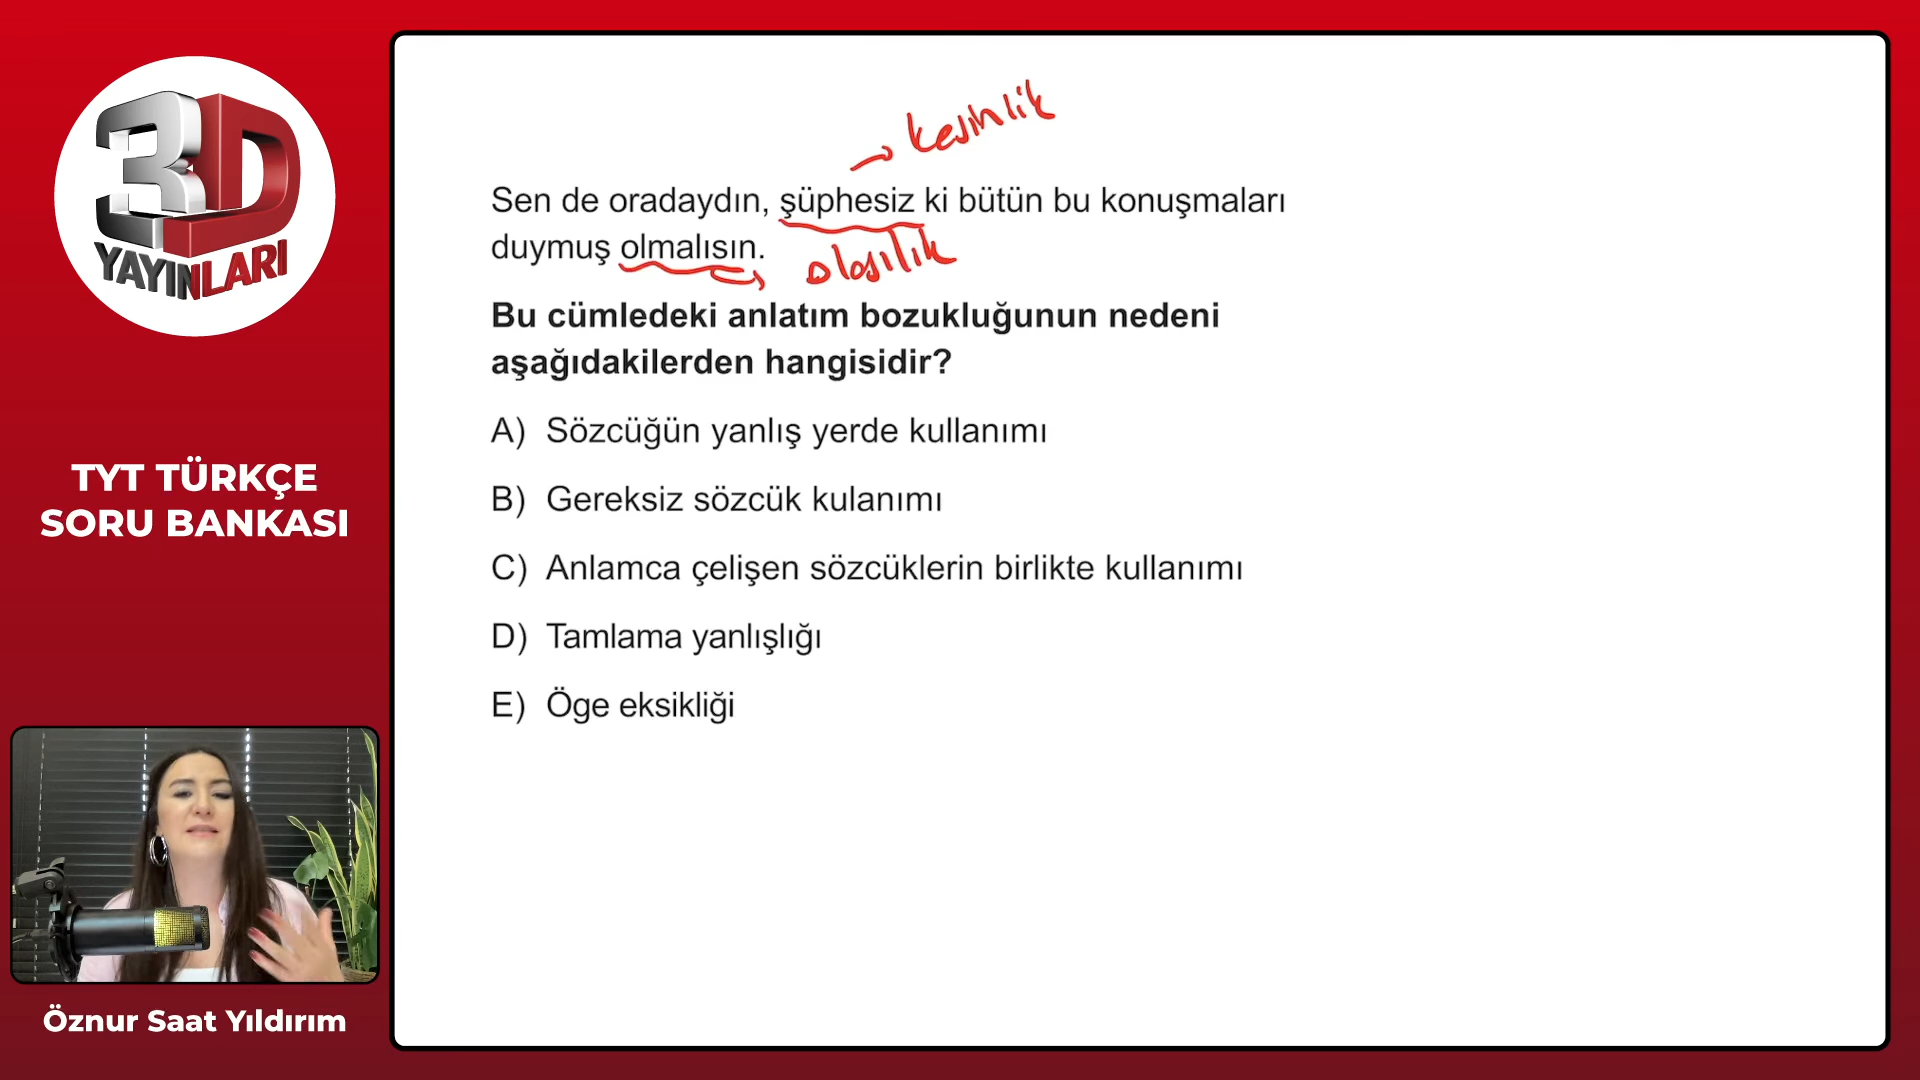 3D
YAYINLARI
TYT TÜRKÇE
SORU BANKASI
Öznur Saat Yıldırım
kesinlik
Sen de oradaydın, şüphesiz ki bütün bu konuşmaları
duymuş olmalısın.
olasılık
Bu cümledeki anlatım bozukluğunun nedeni
aşağıdakilerden hangisidir?
A) Sözcüğün yanlış yerde kullanımı
B) Gereksiz sözcük kulanımı
C) Anlamca çelişen sözcüklerin birlikte kullanımı
D) Tamlama yanlışlığı
E) Öge eksikliği